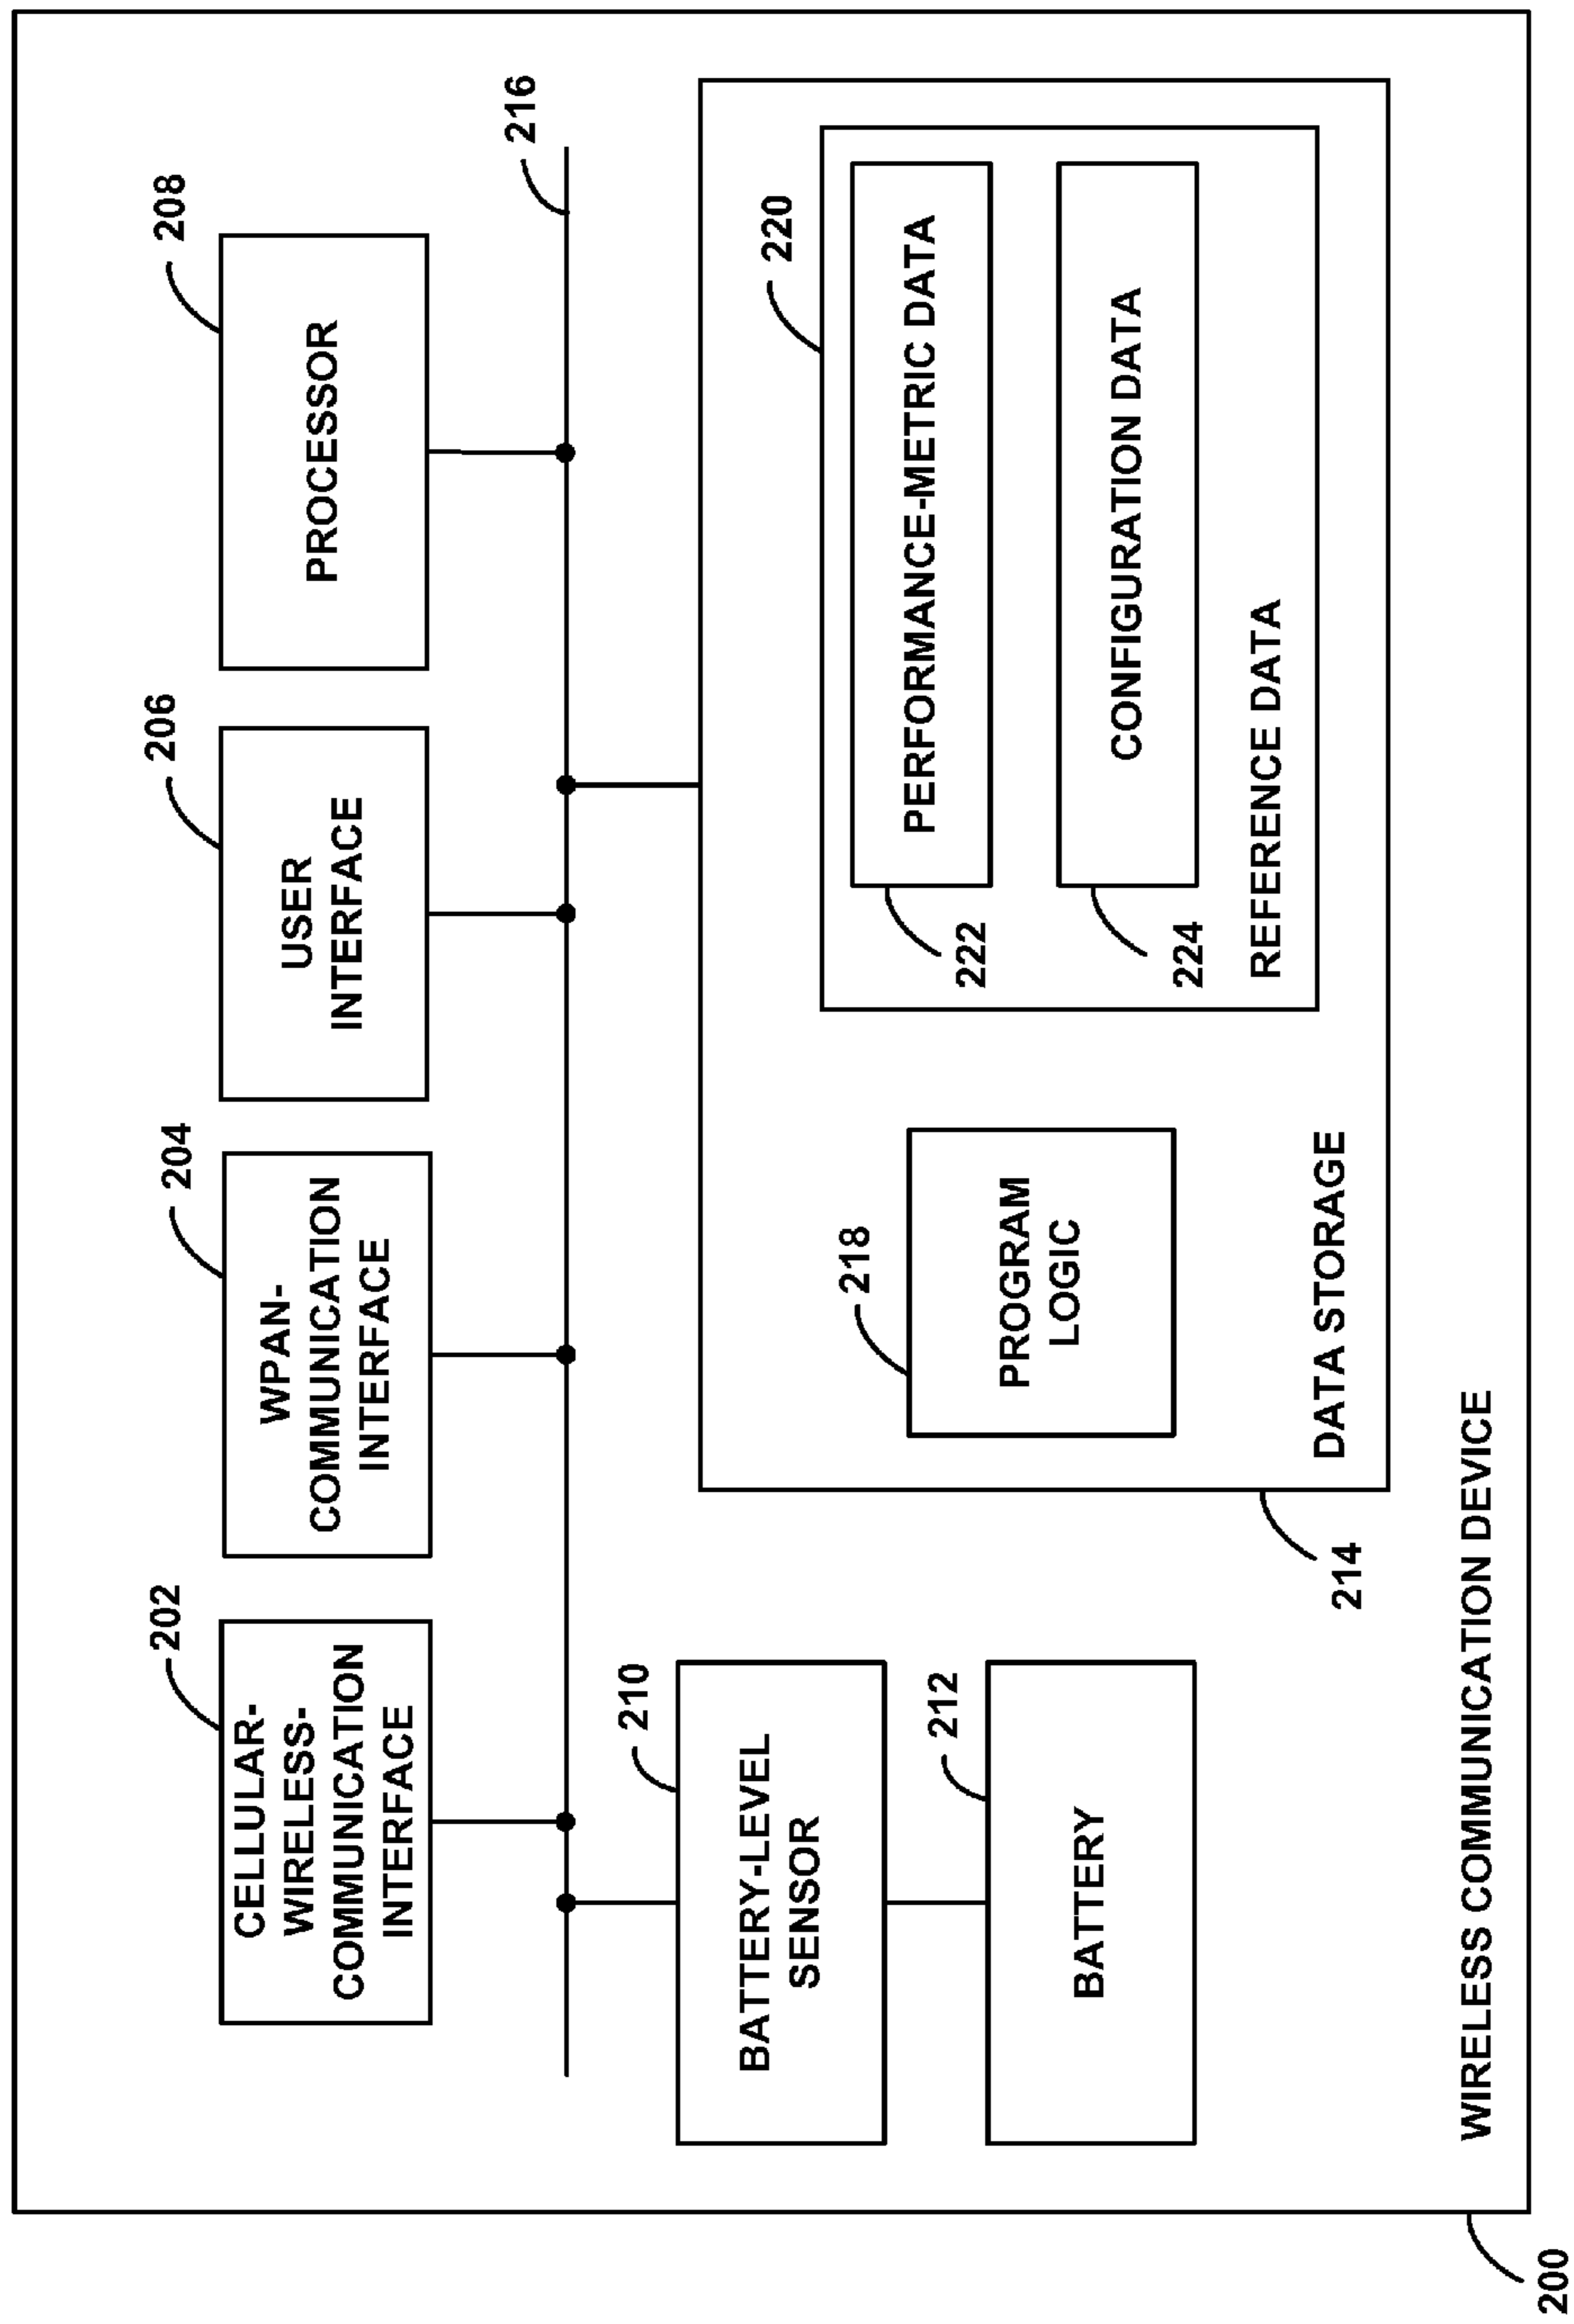 202
CELLULAR-
WIRELESS-
COMMUNICATION
INTERFACE
204
WPAN-
COMMUNICATION
INTERFACE
206
USER
INTERFACE
208
PROCESSOR
216
210
BATTERY-LEVEL
SENSOR
212
BATTERY
218
PROGRAM
LOGIC
220
PERFORMANCE-METRIC DATA
222
CONFIGURATION DATA
224
REFERENCE DATA
DATA STORAGE
214
WIRELESS COMMUNICATION DEVICE
200